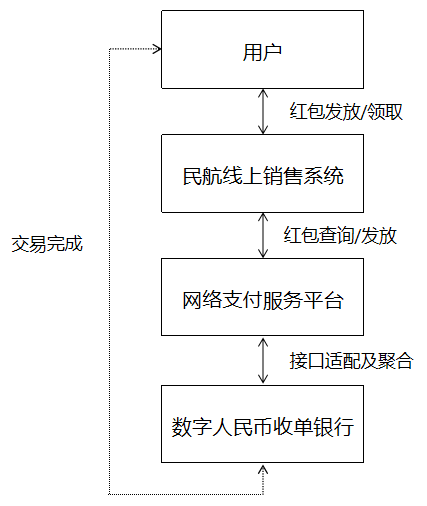 用户
红包发放/领取
民航线上销售系统
红包查询/发放
交易完成
网络支付服务平台
接口适配及聚合
数字人民币收单银行